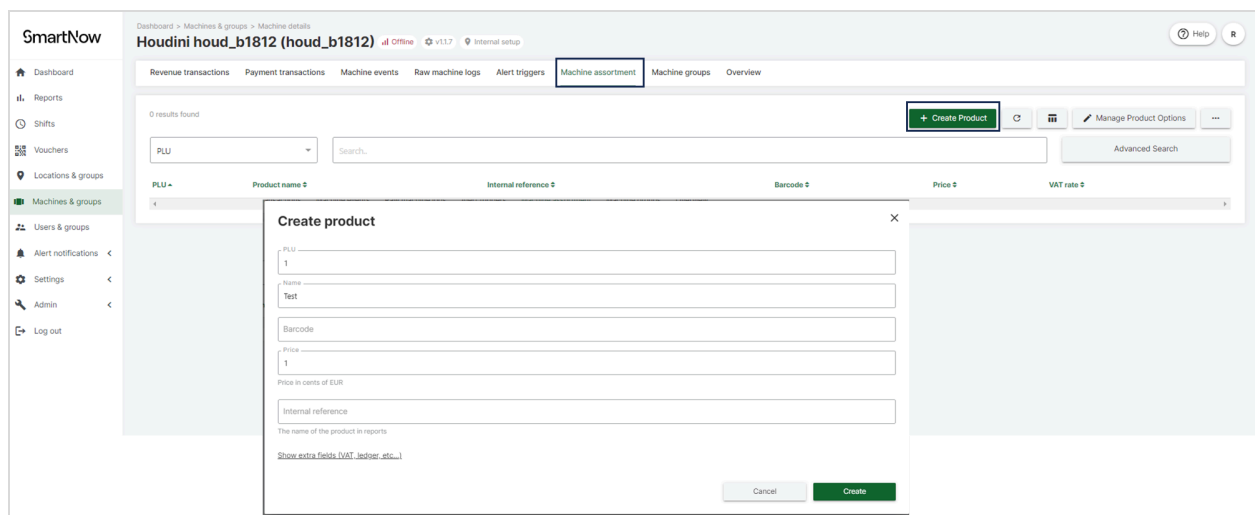 SmartNow
Dashboard > Machines & groups > Machine details
Houdini houd_b1812 (houd_b1812) Offline v1.1.7 Internal setup
Help R
Dashboard
Reports
Shifts
Vouchers
Locations & groups
Machines & groups
Users & groups
Alert notifications
Settings
Admin
Log out
Revenue transactions Payment transactions Machine events Raw machine logs Alert triggers Machine assortment Machine groups Overview
0 results found
+ Create Product Manage Product Options ...
PLU Search.. Advanced Search
PLU Product name Internal reference Barcode Price VAT rate
Create product
PLU
1
Name
Test
Barcode
Price
1
Price in cents of EUR
Internal reference
The name of the product in reports
Show extra fields (VAT, ledger, etc...)
Cancel Create